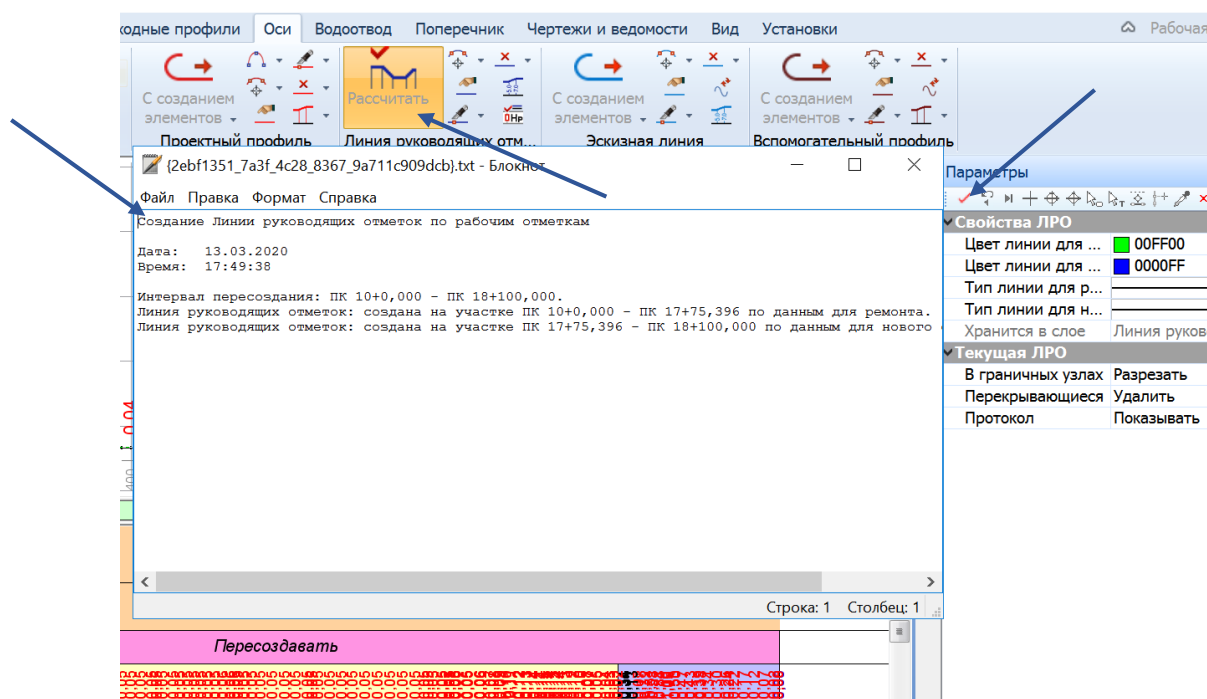 ходные профили Оси Водоотвод Поперечник Чертежи и ведомости Вид Установки Рабочая
С созданием элементов
Рассчитать
С созданием элементов
С созданием элементов
Проектный профиль Линия руководящих отм... Эскизная линия Вспомогательный профиль
{2ebf1351_7a3f_4c28_8367_9a711c909dcb}.txt - Блокнот
Файл Правка Формат Справка
Создание Линии руководящих отметок по рабочим отметкам
Дата: 13.03.2020
Время: 17:49:38
Интервал пересоздания: ПК 10+0,000 - ПК 18+100,000.
Линия руководящих отметок: создана на участке ПК 10+0,000 - ПК 17+75,396 по данным для ремонта.
Линия руководящих отметок: создана на участке ПК 17+75,396 - ПК 18+100,000 по данным для нового
Строка: 1 Столбец: 1
Параметры
Свойства ЛРО
Цвет линии для ... 00FF00
Цвет линии для ... 0000FF
Тип линии для р...
Тип линии для н...
Хранится в слое Линия руков
Текущая ЛРО
В граничных узлах Разрезать
Перекрывающиеся Удалить
Протокол Показывать
0,04
Пересоздавать